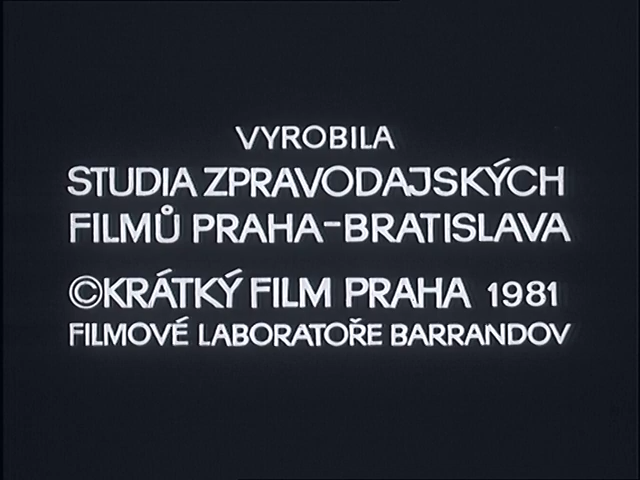 VYROBILA
STUDIA ZPRAVODAJSKÝCH
FILMŮ PRAHA-BRATISLAVA
©KRÁTKÝ FILM PRAHA 1981
FILMOVÉ LABORATOŘE BARRANDOV